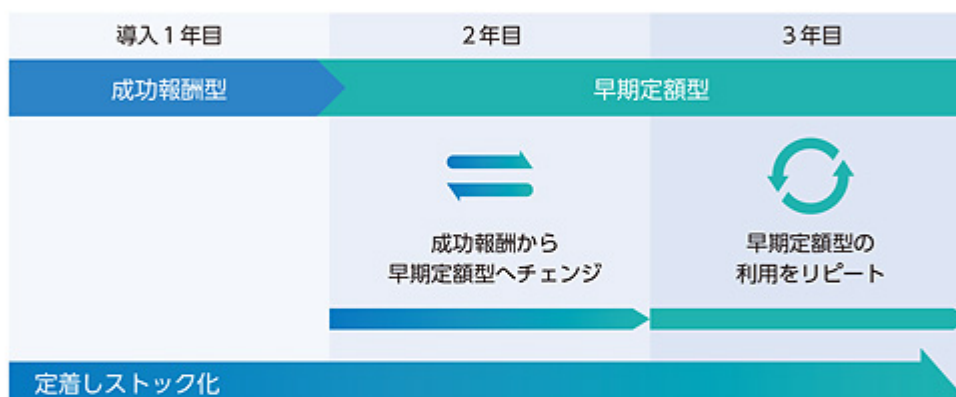 導入1年目
2年目
3年目
成功報酬型
早期定額型
成功報酬から
早期定額型へチェンジ
早期定額型の
利用をリピート
定着しストック化